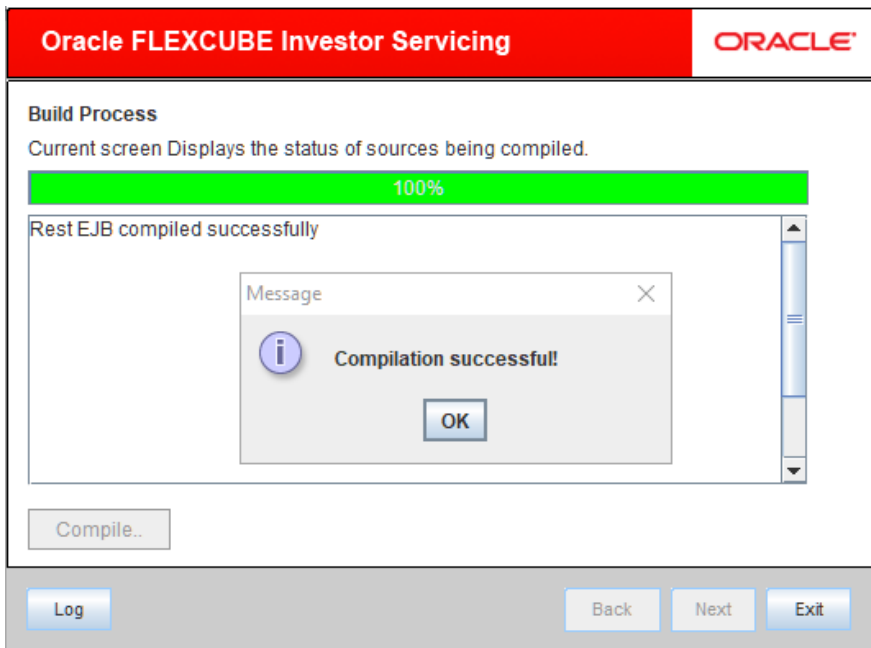 Oracle FLEXCUBE Investor Servicing
ORACLE
Build Process
Current screen Displays the status of sources being compiled.
100%
Rest EJB compiled successfully
Message
i
Compilation successful!
OK
Compile..
Log
Back
Next
Exit